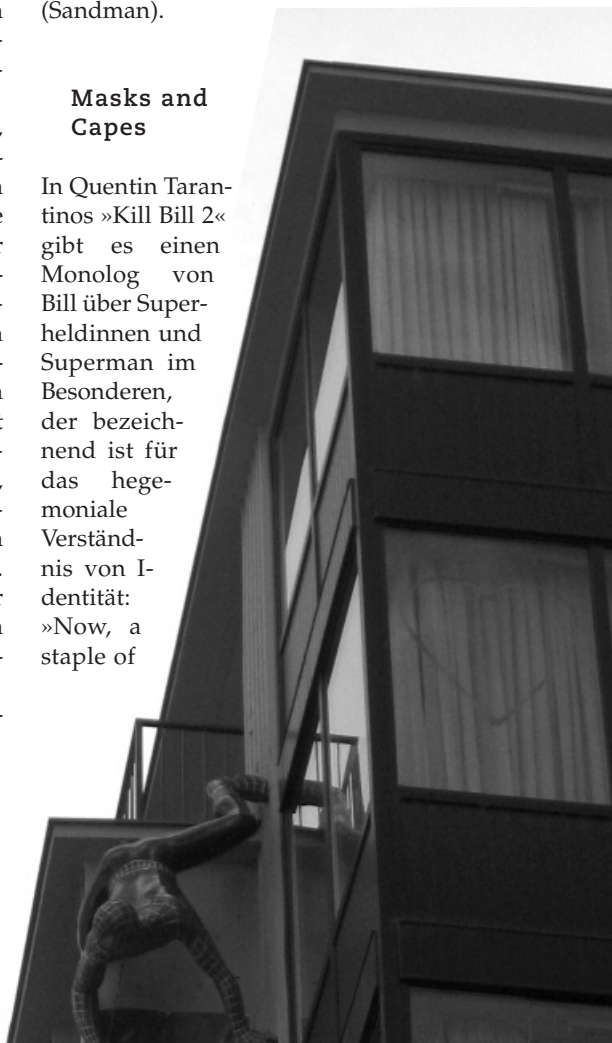 (Sandman).
Masks and
Capes
In Quentin Taran-
tinos »Kill Bill 2«
gibt es einen
Monolog von
Bill über Super-
heldinnen und
Superman im
Besonderen,
der bezeich-
nend ist für
das hege-
moniale
Verständ-
nis von I-
dentität:
»Now, a
staple of